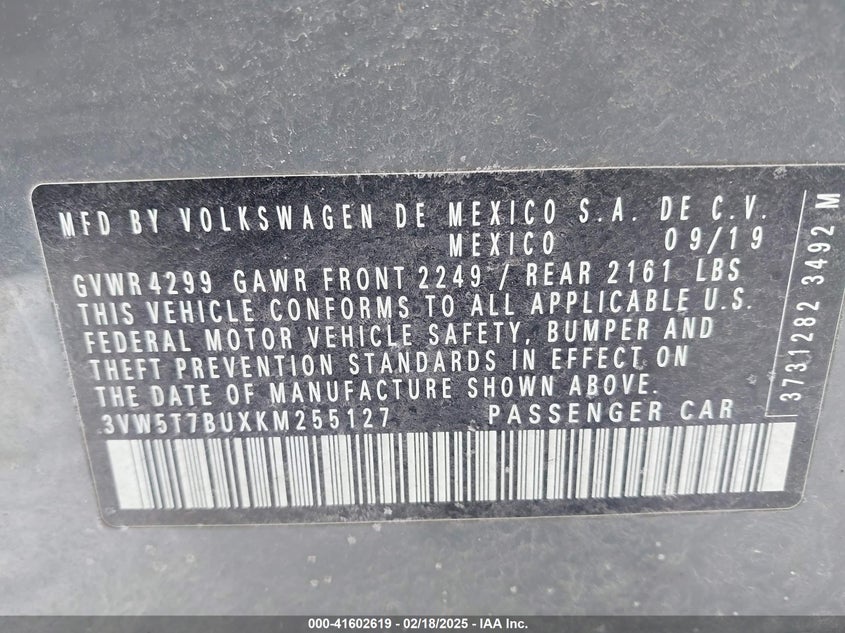 MFD BY VOLKSWAGEN DE MEXICO S.A. DE C.V.
MEXICO 09/19
GVWR 4299 GAWR FRONT 2249 / REAR 2161 LBS
THIS VEHICLE CONFORMS TO ALL APPLICABLE U.S.
FEDERAL MOTOR VEHICLE SAFETY, BUMPER AND
THEFT PREVENTION STANDARDS IN EFFECT ON
THE DATE OF MANUFACTURE SHOWN ABOVE.
3VW5T7BUXKM255127 PASSENGER CAR
3731282 3492 M
000-41602619 - 02/18/2025 - IAA Inc.